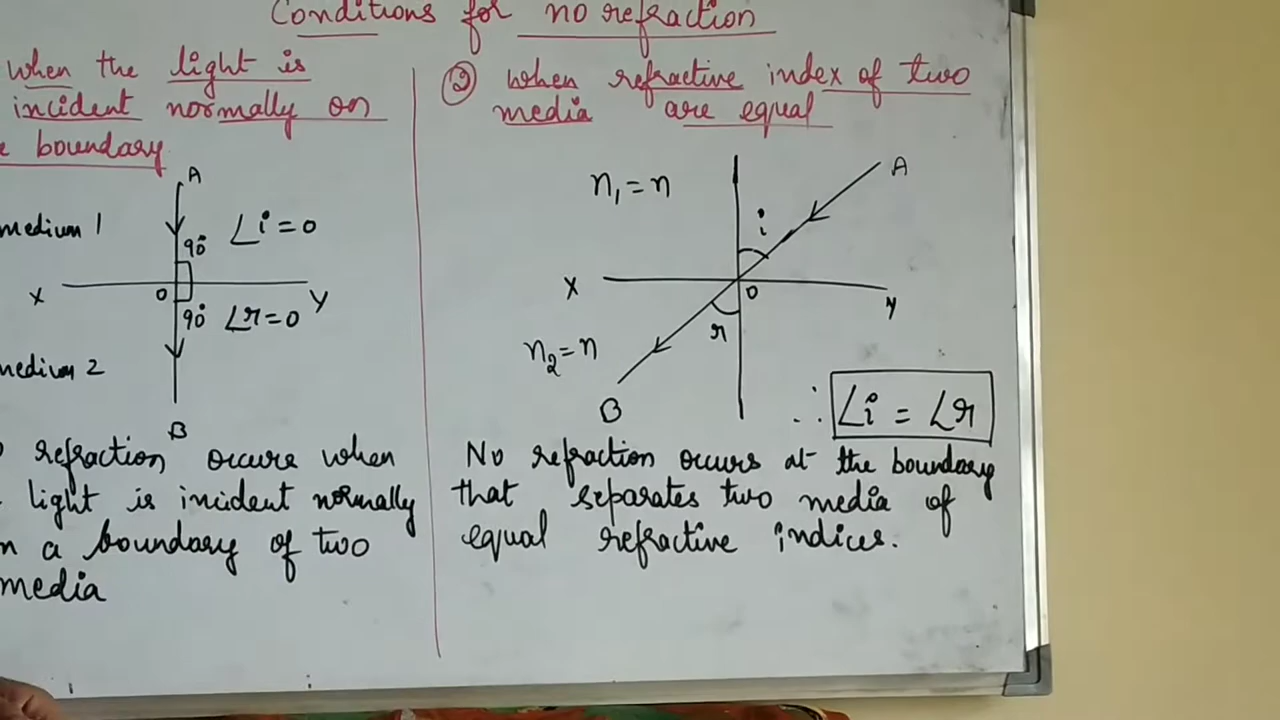 Conditions for no refraction
when the light is
incident normally on
e boundary
A
medium 1
∠i = 0
90°
X
O
Y
90°
∠r = 0
medium 2
B
refraction occure when
light is incident normally
n a boundary of two
media
② when refractive index of two
media are equal
n₁ = n
A
i
X
O
Y
r
n₂ = n
B
∴ ∠i = ∠r
No refraction occurs at the boundary
that separates two media of
equal refractive indices.